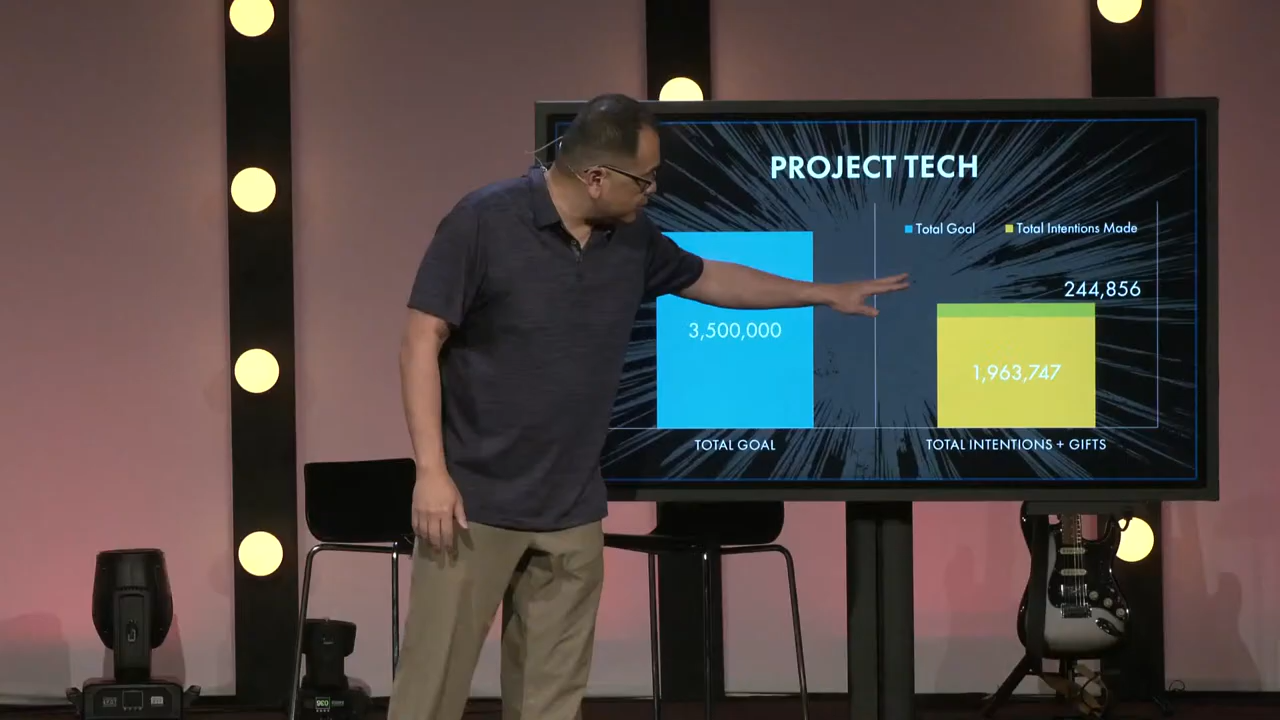 PROJECT TECH
Total Goal
Total Intentions Made
244,856
3,500,000
1,963,747
TOTAL GOAL
TOTAL INTENTIONS + GIFTS